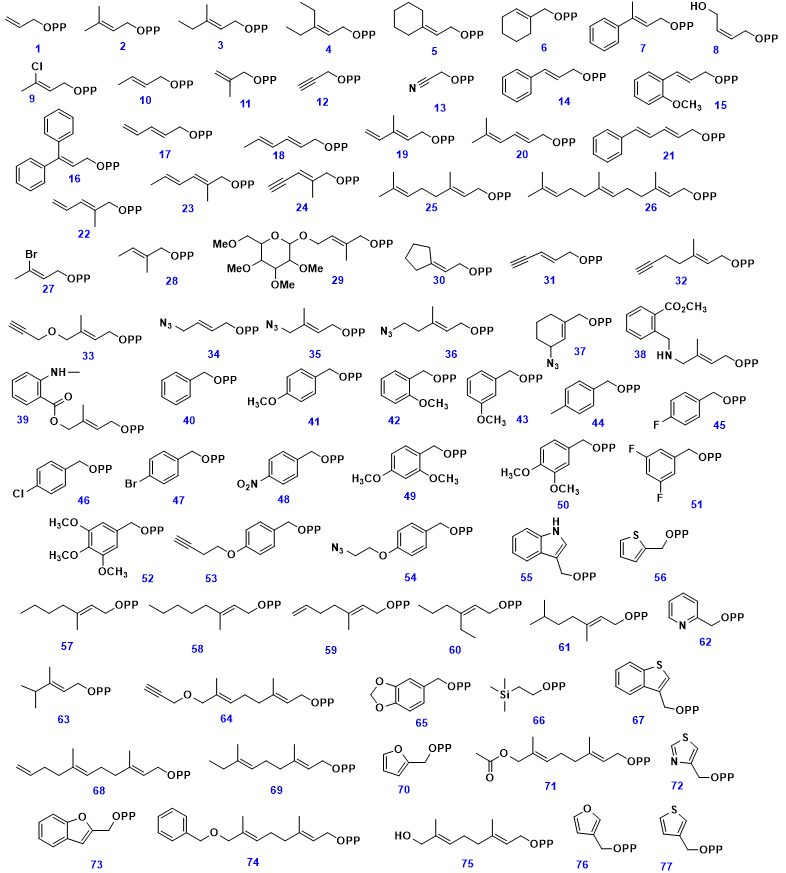 OPP OPP OPP OPP OPP OPP OPP HO OPP
1 2 3 4 5 6 7 8
Cl OPP OPP OPP OPP N OPP OPP OPP OCH₃
9 10 11 12 13 14 15
OPP OPP OPP OPP OPP OPP
16 17 18 19 20 21
OPP OPP OPP OPP OPP
22 23 24 25 26
Br OPP OPP MeO O O OPP MeO OMe OMe OPP OPP OPP
27 28 29 30 31 32
O OPP N₃ OPP N₃ OPP N₃ OPP OPP N₃ CO₂CH₃ HN OPP
33 34 35 36 37 38
NH O O OPP OPP H₃CO OPP OPP OCH₃ OPP OCH₃ OPP F OPP
39 40 41 42 43 44 45
Cl OPP Br OPP O₂N OPP H₃CO OPP OCH₃ H₃CO OPP OCH₃ F OPP F
46 47 48 49 50 51
H₃CO OPP H₃CO OCH₃ O OPP N₃ O OPP H N OPP S OPP
52 53 54 55 56
OPP OPP OPP OPP OPP N OPP
57 58 59 60 61 62
OPP O OPP O O OPP Si OPP S OPP
63 64 65 66 67
OPP OPP O OPP O O OPP S N OPP
68 69 70 71 72
O OPP O OPP HO OPP O OPP S OPP
73 74 75 76 77